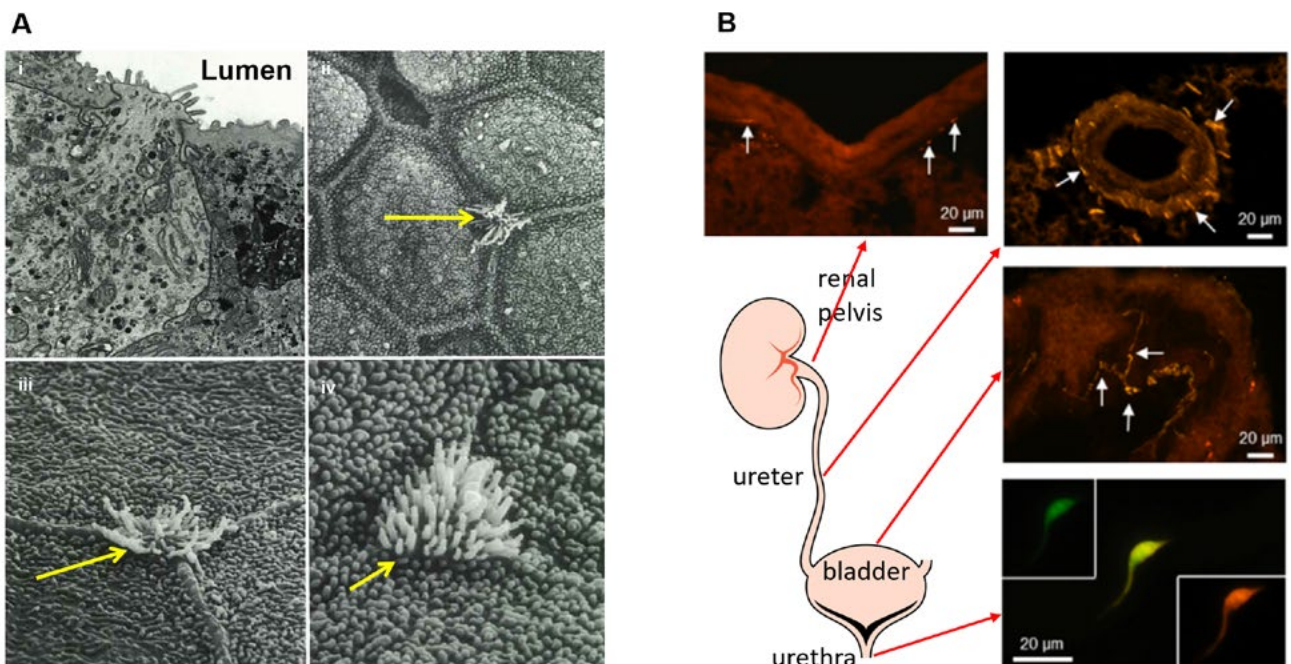 A
B
i
Lumen
ii
iii
iv
20 µm
20 µm
renal
pelvis
20 µm
ureter
bladder
20 µm
urethra